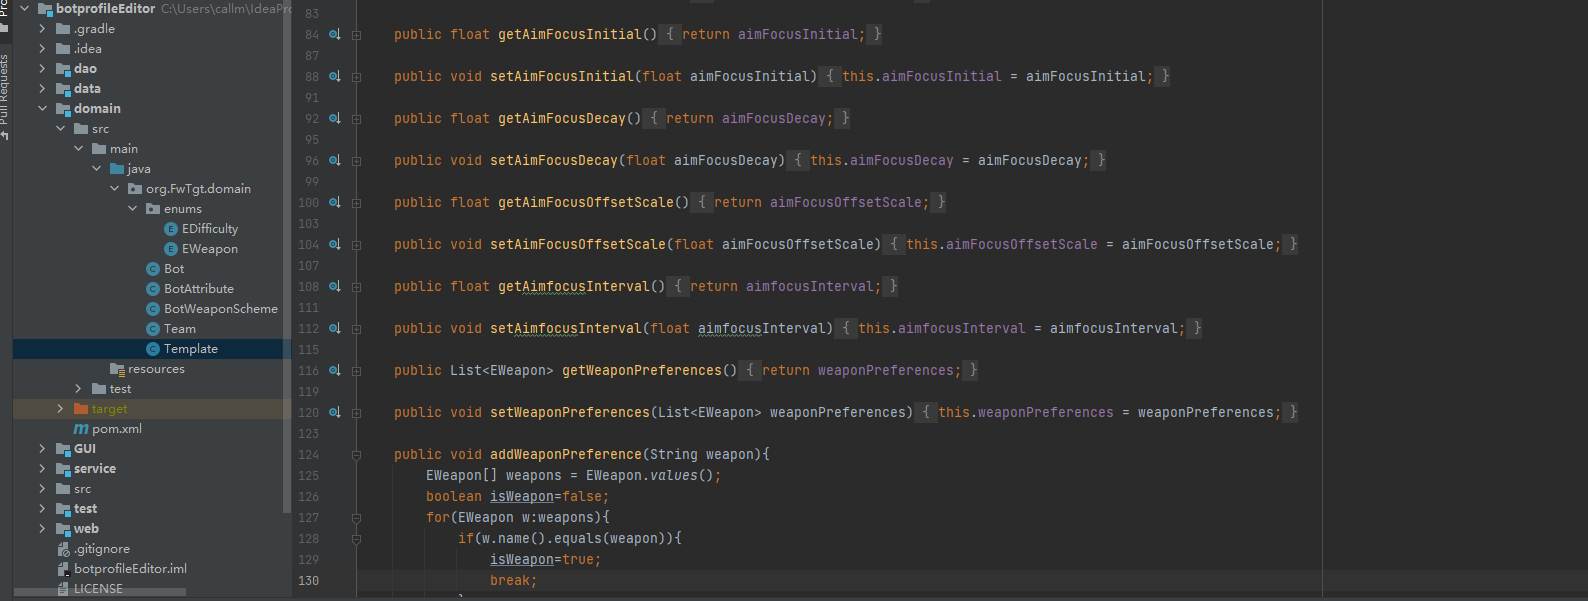 botprofileEditor C:\Users\callm\IdeaPro
.gradle
.idea
dao
data
domain
src
main
java
org.FwTgt.domain
enums
EDifficulty
EWeapon
Bot
BotAttribute
BotWeaponScheme
Team
Template
resources
test
target
pom.xml
GUI
service
src
test
web
.gitignore
botprofileEditor.iml
LICENSE
Pull Requests
83
84 public float getAimFocusInitial() { return aimFocusInitial; }
87
88 public void setAimFocusInitial(float aimFocusInitial) { this.aimFocusInitial = aimFocusInitial; }
91
92 public float getAimFocusDecay() { return aimFocusDecay; }
95
96 public void setAimFocusDecay(float aimFocusDecay) { this.aimFocusDecay = aimFocusDecay; }
99
100 public float getAimFocusOffsetScale() { return aimFocusOffsetScale; }
103
104 public void setAimFocusOffsetScale(float aimFocusOffsetScale) { this.aimFocusOffsetScale = aimFocusOffsetScale; }
107
108 public float getAimfocusInterval() { return aimfocusInterval; }
111
112 public void setAimfocusInterval(float aimfocusInterval) { this.aimfocusInterval = aimfocusInterval; }
115
116 public List<EWeapon> getWeaponPreferences() { return weaponPreferences; }
119
120 public void setWeaponPreferences(List<EWeapon> weaponPreferences) { this.weaponPreferences = weaponPreferences; }
123
124 public void addWeaponPreference(String weapon){
125 EWeapon[] weapons = EWeapon.values();
126 boolean isWeapon=false;
127 for(EWeapon w:weapons){
128 if(w.name().equals(weapon)){
129 isWeapon=true;
130 break;